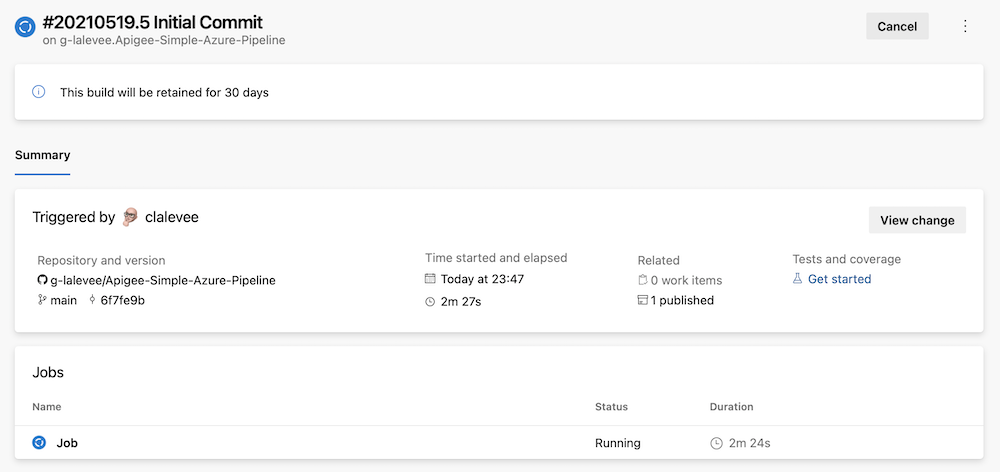 #20210519.5 Initial Commit
on g-lalevee.Apigee-Simple-Azure-Pipeline
Cancel
This build will be retained for 30 days
Summary
Triggered by clalevee
View change
Repository and version
g-lalevee/Apigee-Simple-Azure-Pipeline
main 6f7fe9b
Time started and elapsed
Today at 23:47
2m 27s
Related
0 work items
1 published
Tests and coverage
Get started
Jobs
Name Status Duration
Job Running 2m 24s